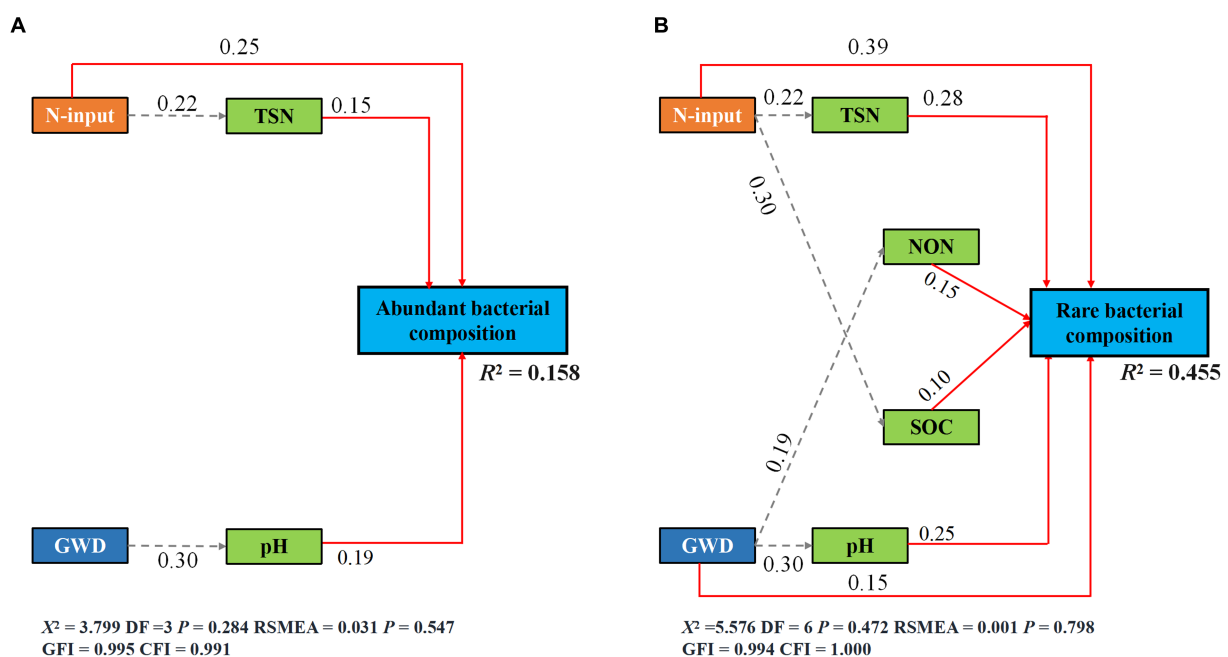 A
0.25
N-input
0.22
TSN
0.15
Abundant bacterial
composition
R² = 0.158
GWD
0.30
pH
0.19
X² = 3.799 DF =3 P = 0.284 RSMEA = 0.031 P = 0.547
GFI = 0.995 CFI = 0.991
B
0.39
N-input
0.22
TSN
0.28
0.30
NON
0.15
Rare bacterial
composition
R² = 0.455
0.10
SOC
0.19
GWD
0.30
pH
0.25
0.15
X² =5.576 DF = 6 P = 0.472 RSMEA = 0.001 P = 0.798
GFI = 0.994 CFI = 1.000